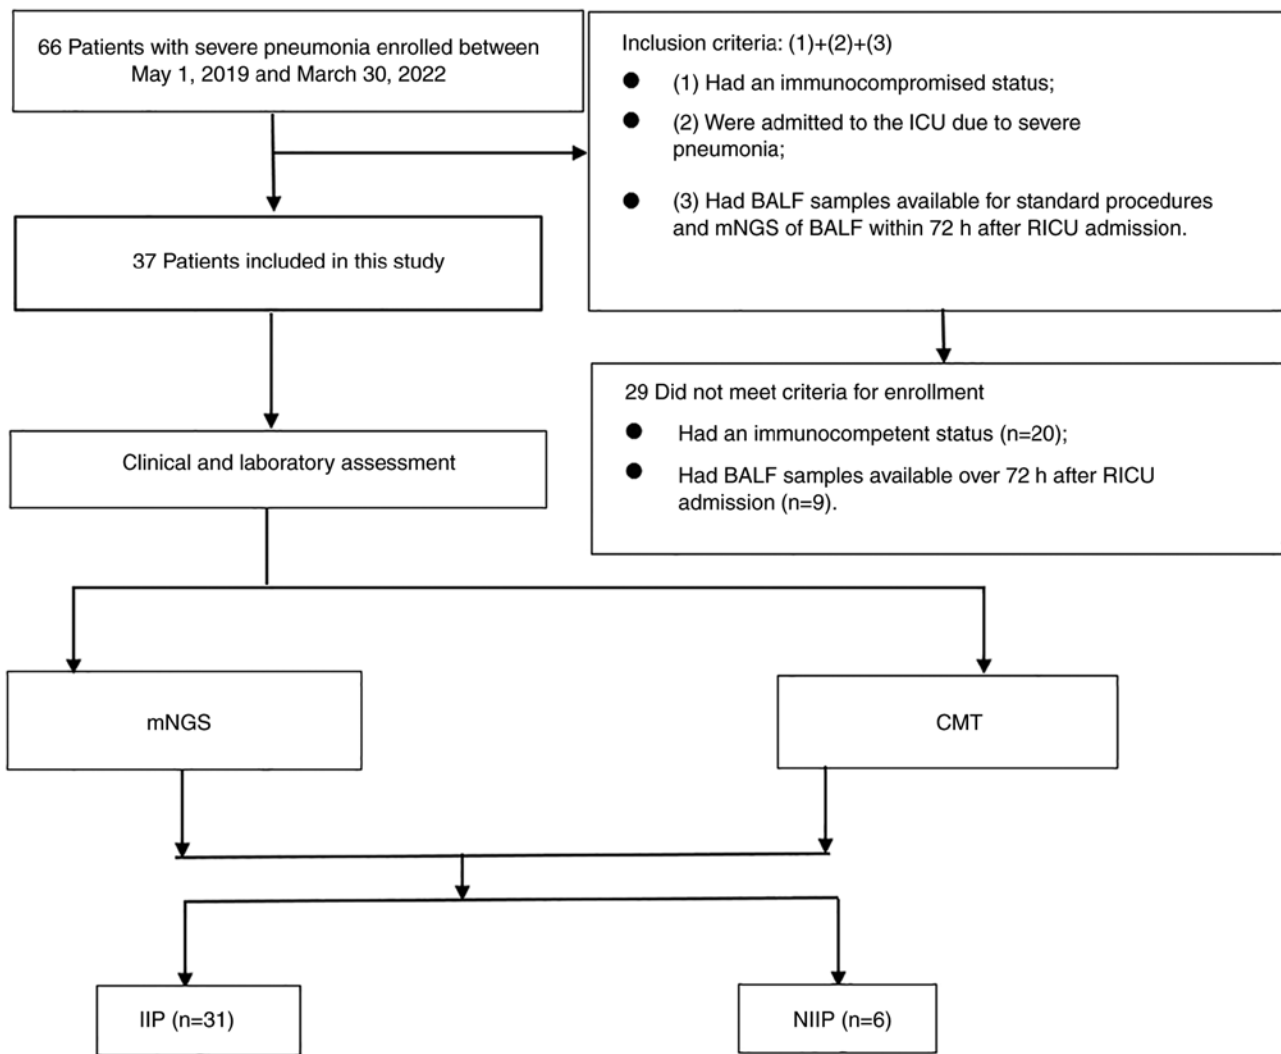 66 Patients with severe pneumonia enrolled between
May 1, 2019 and March 30, 2022
Inclusion criteria: (1)+(2)+(3)
● (1) Had an immunocompromised status;
● (2) Were admitted to the ICU due to severe
pneumonia;
● (3) Had BALF samples available for standard procedures
and mNGS of BALF within 72 h after RICU admission.
37 Patients included in this study
29 Did not meet criteria for enrollment
● Had an immunocompetent status (n=20);
● Had BALF samples available over 72 h after RICU
admission (n=9).
Clinical and laboratory assessment
mNGS
CMT
IIP (n=31)
NIIP (n=6)